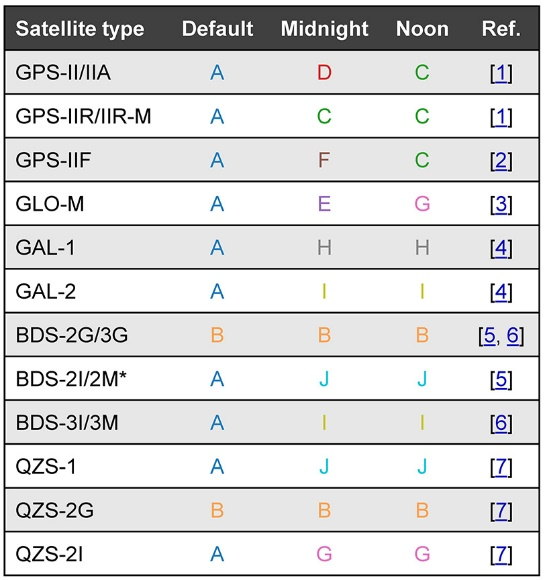 Satellite type Default Midnight Noon Ref.
GPS-II/IIA A D C [1]
GPS-IIR/IIR-M A C C [1]
GPS-IIF A F C [2]
GLO-M A E G [3]
GAL-1 A H H [4]
GAL-2 A I I [4]
BDS-2G/3G B B B [5, 6]
BDS-2I/2M* A J J [5]
BDS-3I/3M A I I [6]
QZS-1 A J J [7]
QZS-2G B B B [7]
QZS-2I A G G [7]